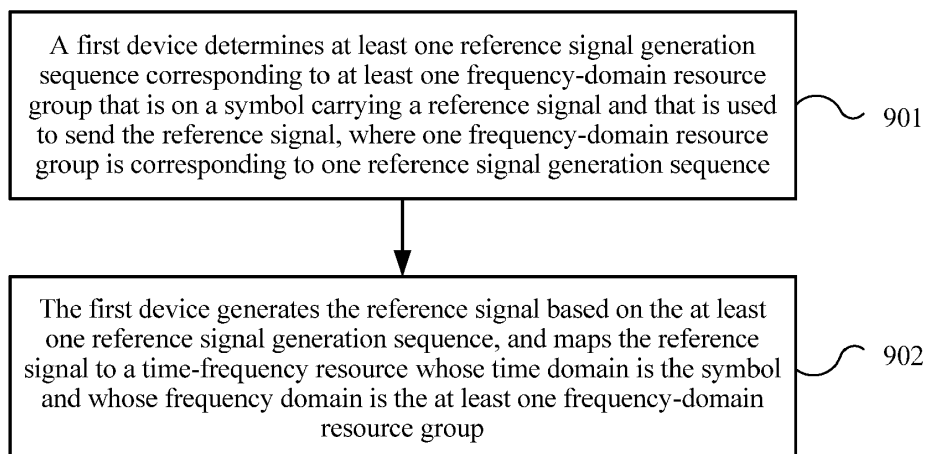 A first device determines at least one reference signal generation
sequence corresponding to at least one frequency-domain resource
group that is on a symbol carrying a reference signal and that is used
to send the reference signal, where one frequency-domain resource
group is corresponding to one reference signal generation sequence
901
The first device generates the reference signal based on the at least
one reference signal generation sequence, and maps the reference
signal to a time-frequency resource whose time domain is the symbol
and whose frequency domain is the at least one frequency-domain
resource group
902